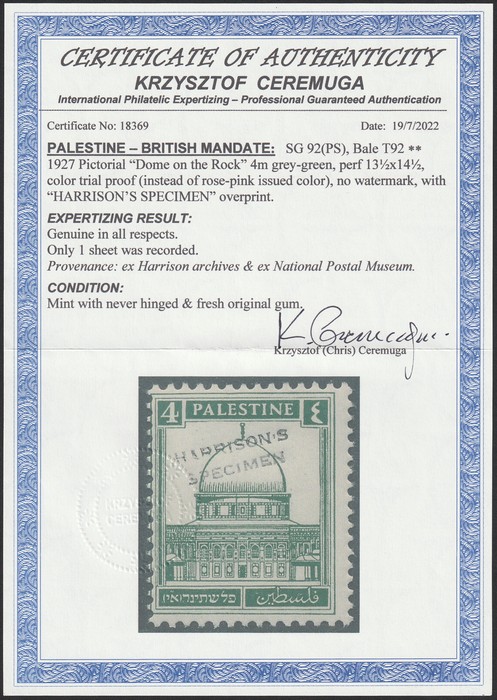 CERTIFICATE OF AUTHENTICITY
KRZYSZTOF CEREMUGA
International Philatelic Expertizing – Professional Guaranteed Authentication
Certificate No: 18369 Date: 19/7/2022
PALESTINE – BRITISH MANDATE: SG 92(PS), Bale T92 **
1927 Pictorial “Dome on the Rock” 4m grey-green, perf 13½x14½,
color trial proof (instead of rose-pink issued color), no watermark, with
“HARRISON’S SPECIMEN” overprint.
EXPERTIZING RESULT:
Genuine in all respects.
Only 1 sheet was recorded.
Provenance: ex Harrison archives & ex National Postal Museum.
CONDITION:
Mint with never hinged & fresh original gum.
K. Ceremuga
Krzysztof (Chris) Ceremuga
4 PALESTINE ٤
HARRISON'S
SPECIMEN
פלשתינה־א״י فلسطين
KRZYSZTOF
CEREMUGA